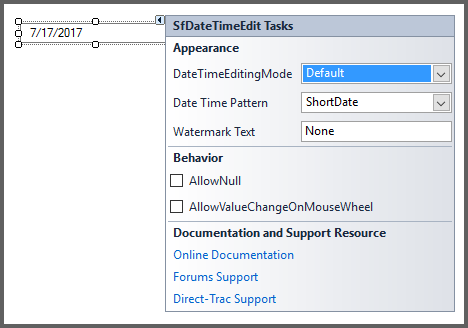 7/17/2017
SfDateTimeEdit Tasks
Appearance
DateTimeEditingMode Default
Date Time Pattern ShortDate
Watermark Text None
Behavior
AllowNull
AllowValueChangeOnMouseWheel
Documentation and Support Resource
Online Documentation
Forums Support
Direct-Trac Support